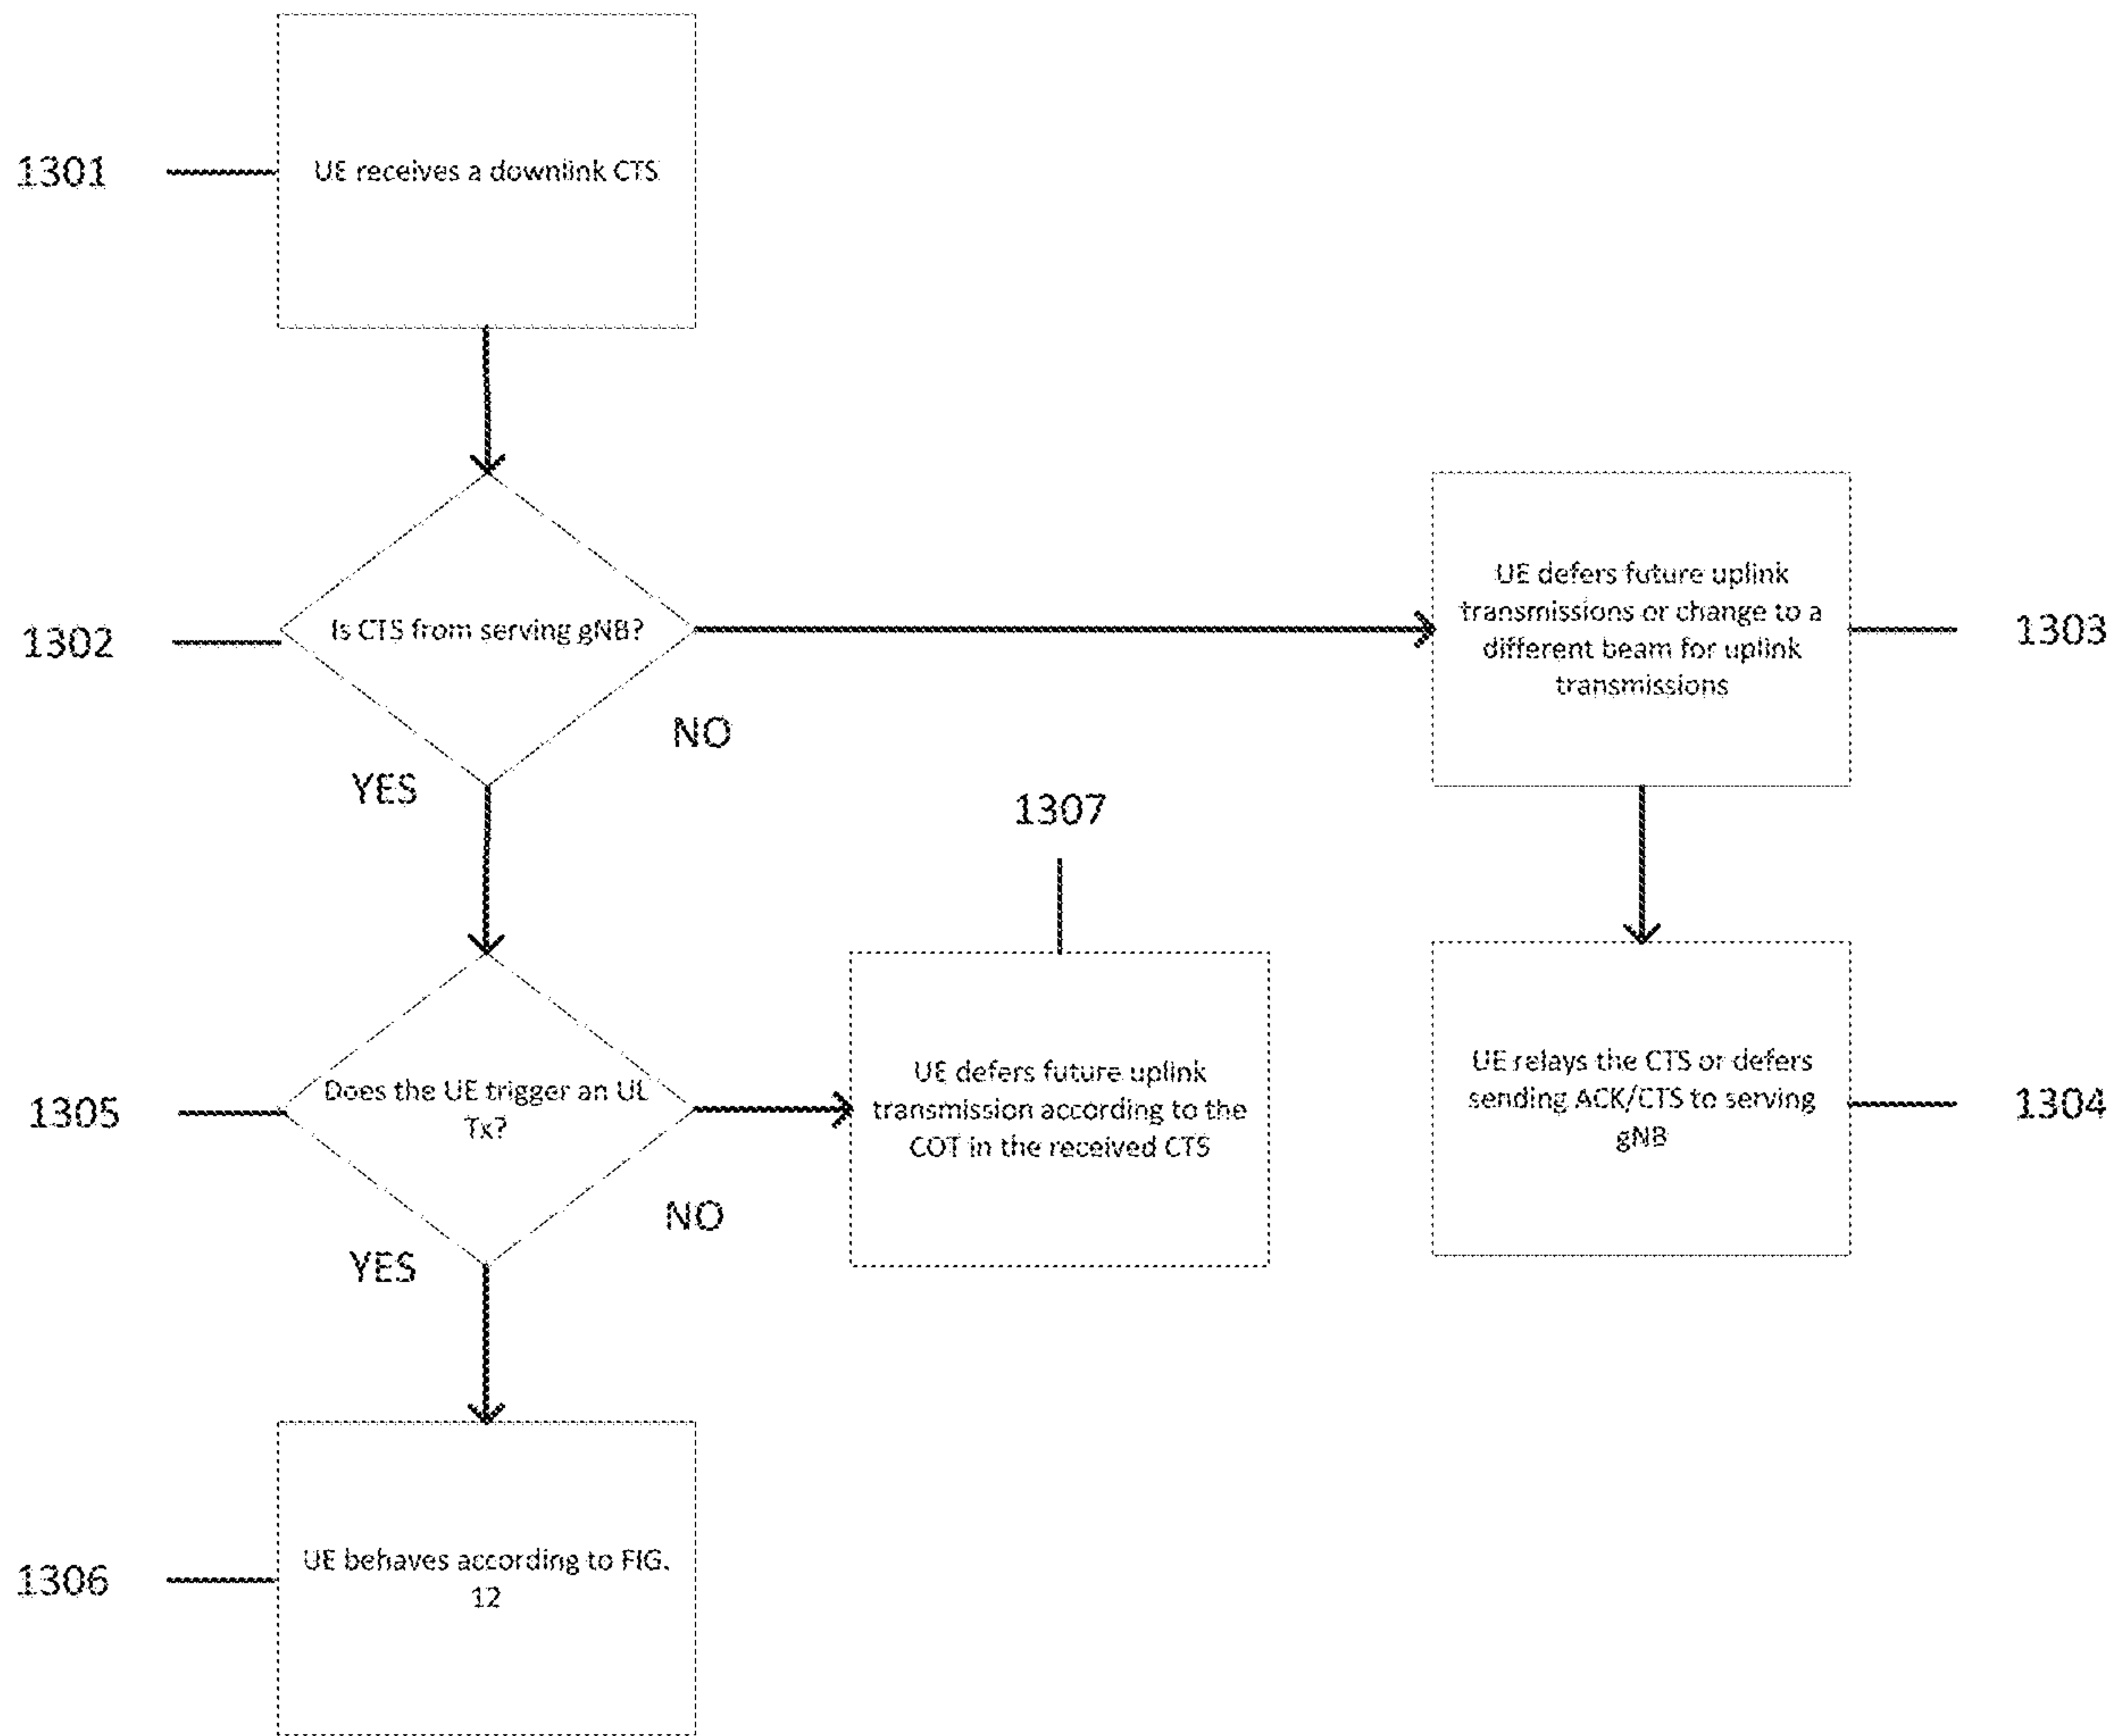 1301
UE receives a downlink CTS
1302
Is CTS from serving gNB?
NO
YES
UE defers future uplink
transmissions or change to a
different beam for uplink
transmissions
1303
1307
1305
Does the UE trigger an UL
Tx?
NO
YES
UE defers future uplink
transmission according to the
COT in the received CTS
UE relays the CTS or defers
sending ACK/CTS to serving
gNB
1304
1306
UE behaves according to FIG.
12